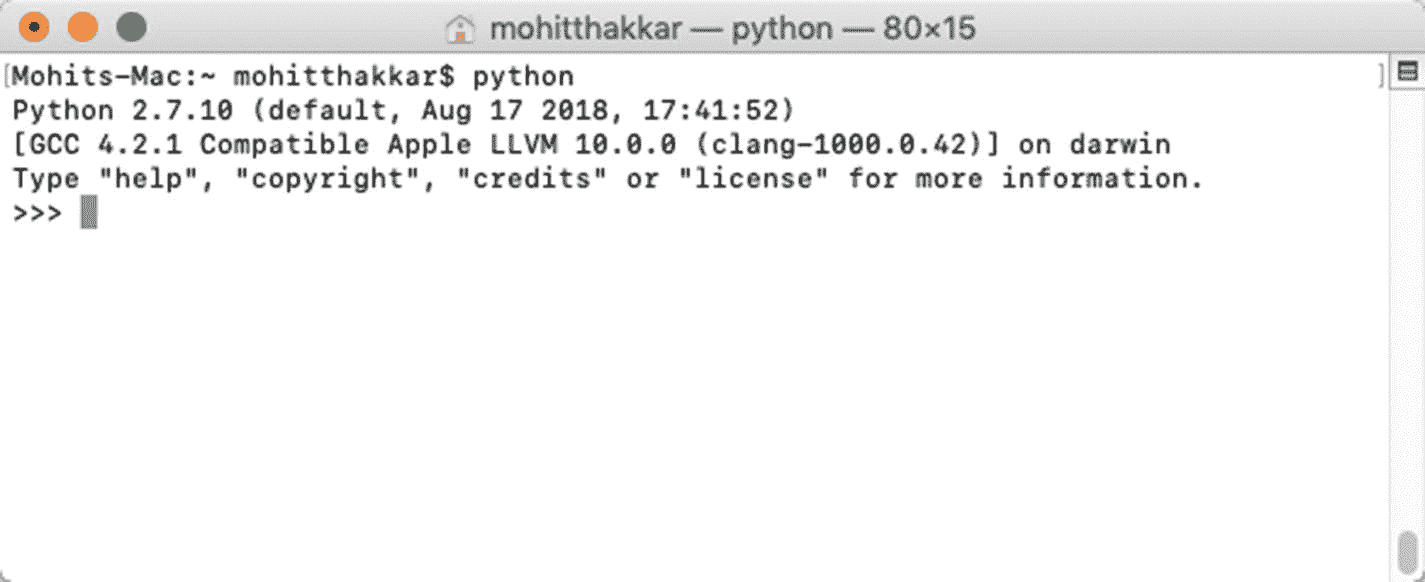 mohitthakkar — python — 80×15
[Mohits-Mac:~ mohitthakkar$ python ]
Python 2.7.10 (default, Aug 17 2018, 17:41:52)
[GCC 4.2.1 Compatible Apple LLVM 10.0.0 (clang-1000.0.42)] on darwin
Type "help", "copyright", "credits" or "license" for more information.
>>>